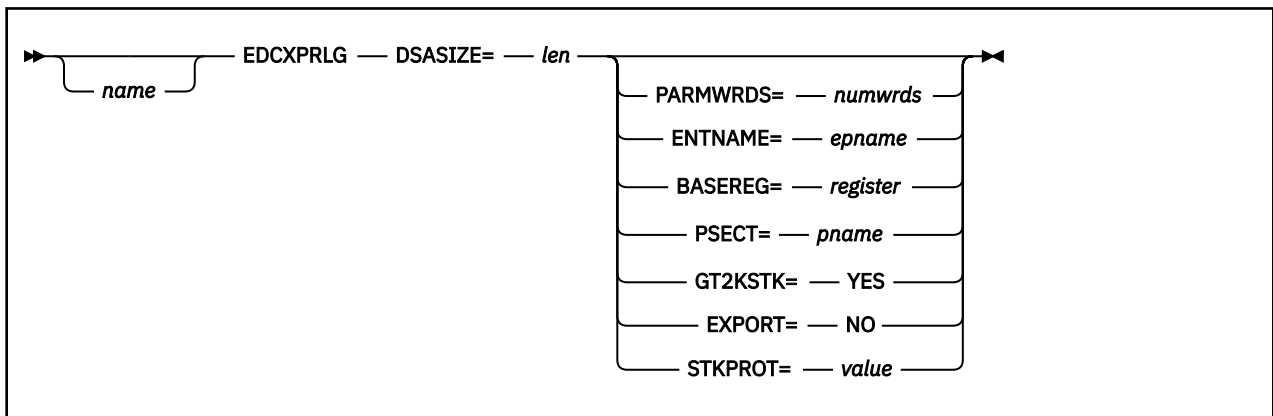 EDCXPRLG DSASIZE= len
name
PARMWRDS= numwrds
ENTNAME= epname
BASEREG= register
PSECT= pname
GT2KSTK= YES
EXPORT= NO
STKPROT= value